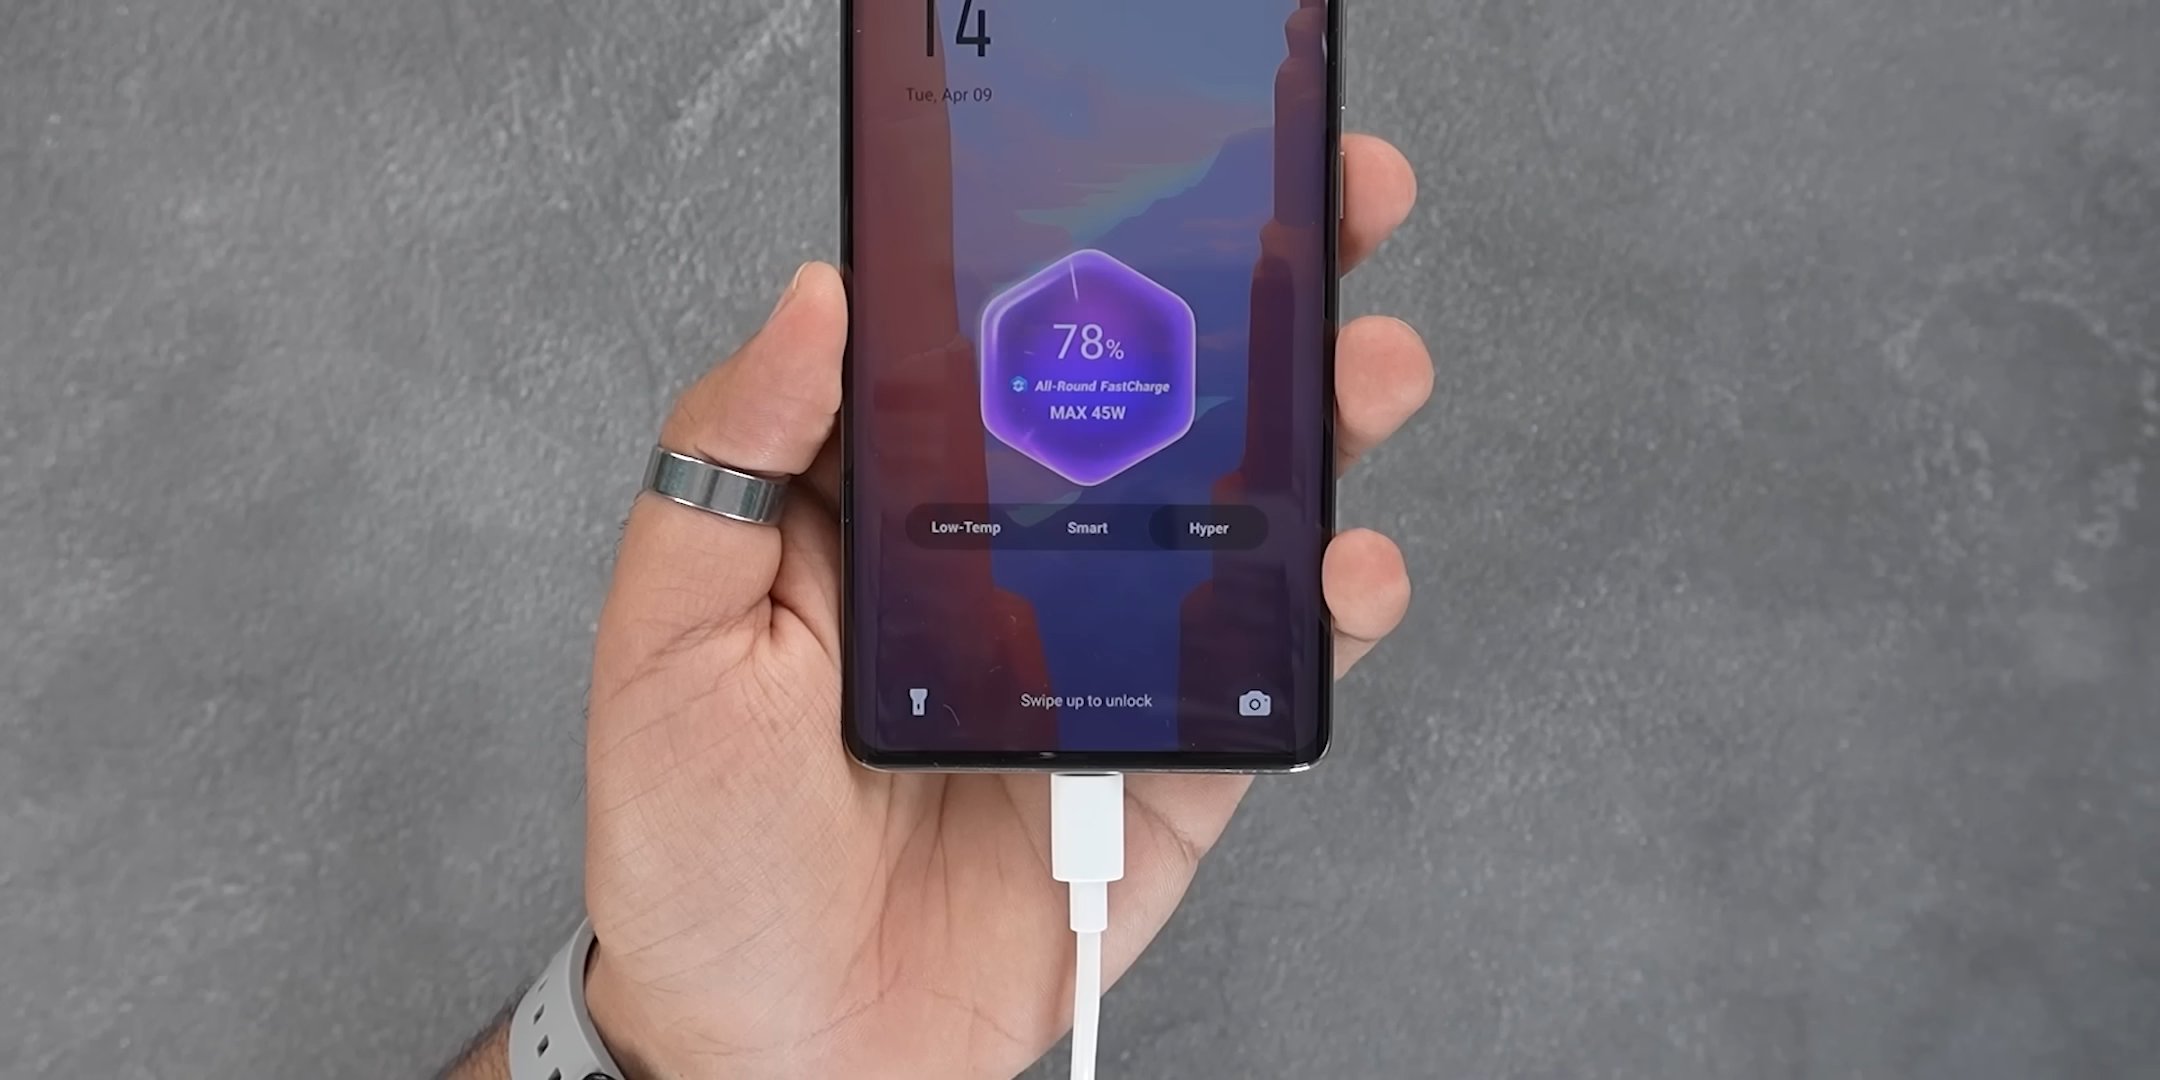 14
Tue, Apr 09
78%
All-Round FastCharge
MAX 45W
Low-Temp Smart Hyper
Swipe up to unlock